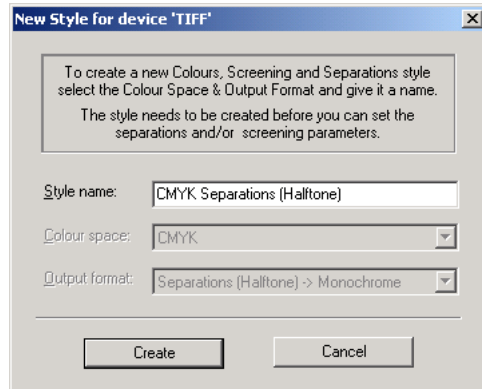 New Style for device 'TIFF'
To create a new Colours, Screening and Separations style
select the Colour Space & Output Format and give it a name.
The style needs to be created before you can set the
separations and/or screening parameters.
Style name: CMYK Separations (Halftone)
Colour space: CMYK
Output format: Separations (Halftone) -> Monochrome
Create Cancel